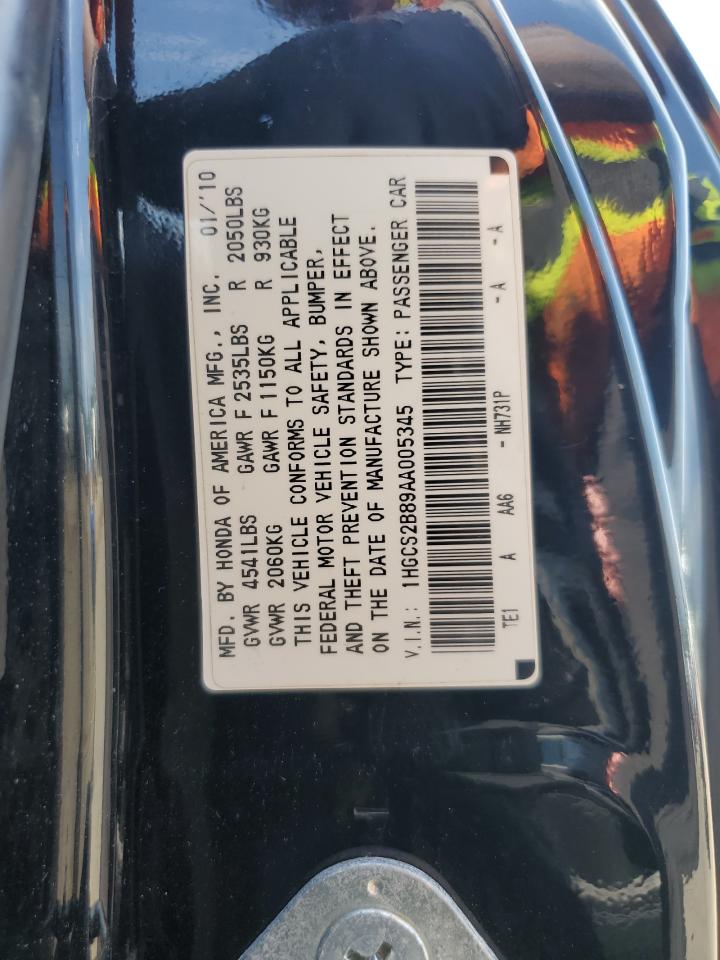 MFD. BY HONDA OF AMERICA MFG., INC. 01/'10
GVWR 4541LBS GAWR F 2535LBS R 2050LBS
GVWR 2060KG GAWR F 1150KG R 930KG
THIS VEHICLE CONFORMS TO ALL APPLICABLE
FEDERAL MOTOR VEHICLE SAFETY, BUMPER,
AND THEFT PREVENTION STANDARDS IN EFFECT
ON THE DATE OF MANUFACTURE SHOWN ABOVE.
V.I.N.: 1HGCS2B89AA005345 TYPE: PASSENGER CAR
TE1 A AA6 - NH731P - A - A